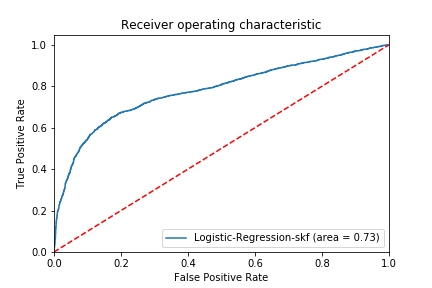 Receiver operating characteristic
1.0
0.8
0.6
0.4
0.2
0.0
True Positive Rate
Logistic-Regression-skf (area = 0.73)
0.0 0.2 0.4 0.6 0.8 1.0
False Positive Rate